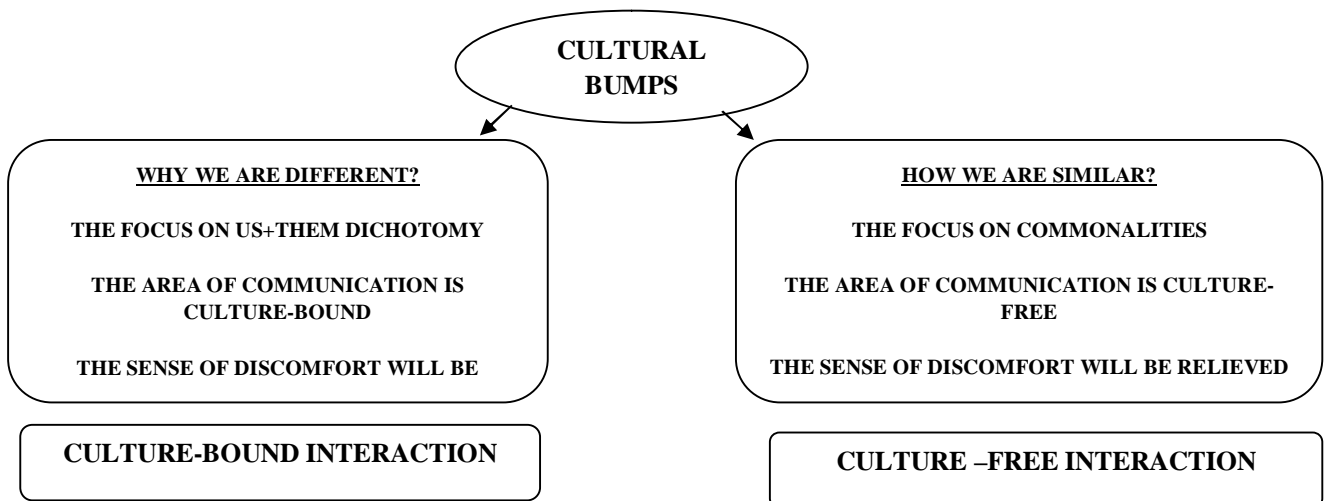 CULTURAL
BUMPS
WHY WE ARE DIFFERENT?
THE FOCUS ON US+THEM DICHOTOMY
THE AREA OF COMMUNICATION IS
CULTURE-BOUND
THE SENSE OF DISCOMFORT WILL BE
CULTURE-BOUND INTERACTION
HOW WE ARE SIMILAR?
THE FOCUS ON COMMONALITIES
THE AREA OF COMMUNICATION IS CULTURE-
FREE
THE SENSE OF DISCOMFORT WILL BE RELIEVED
CULTURE –FREE INTERACTION